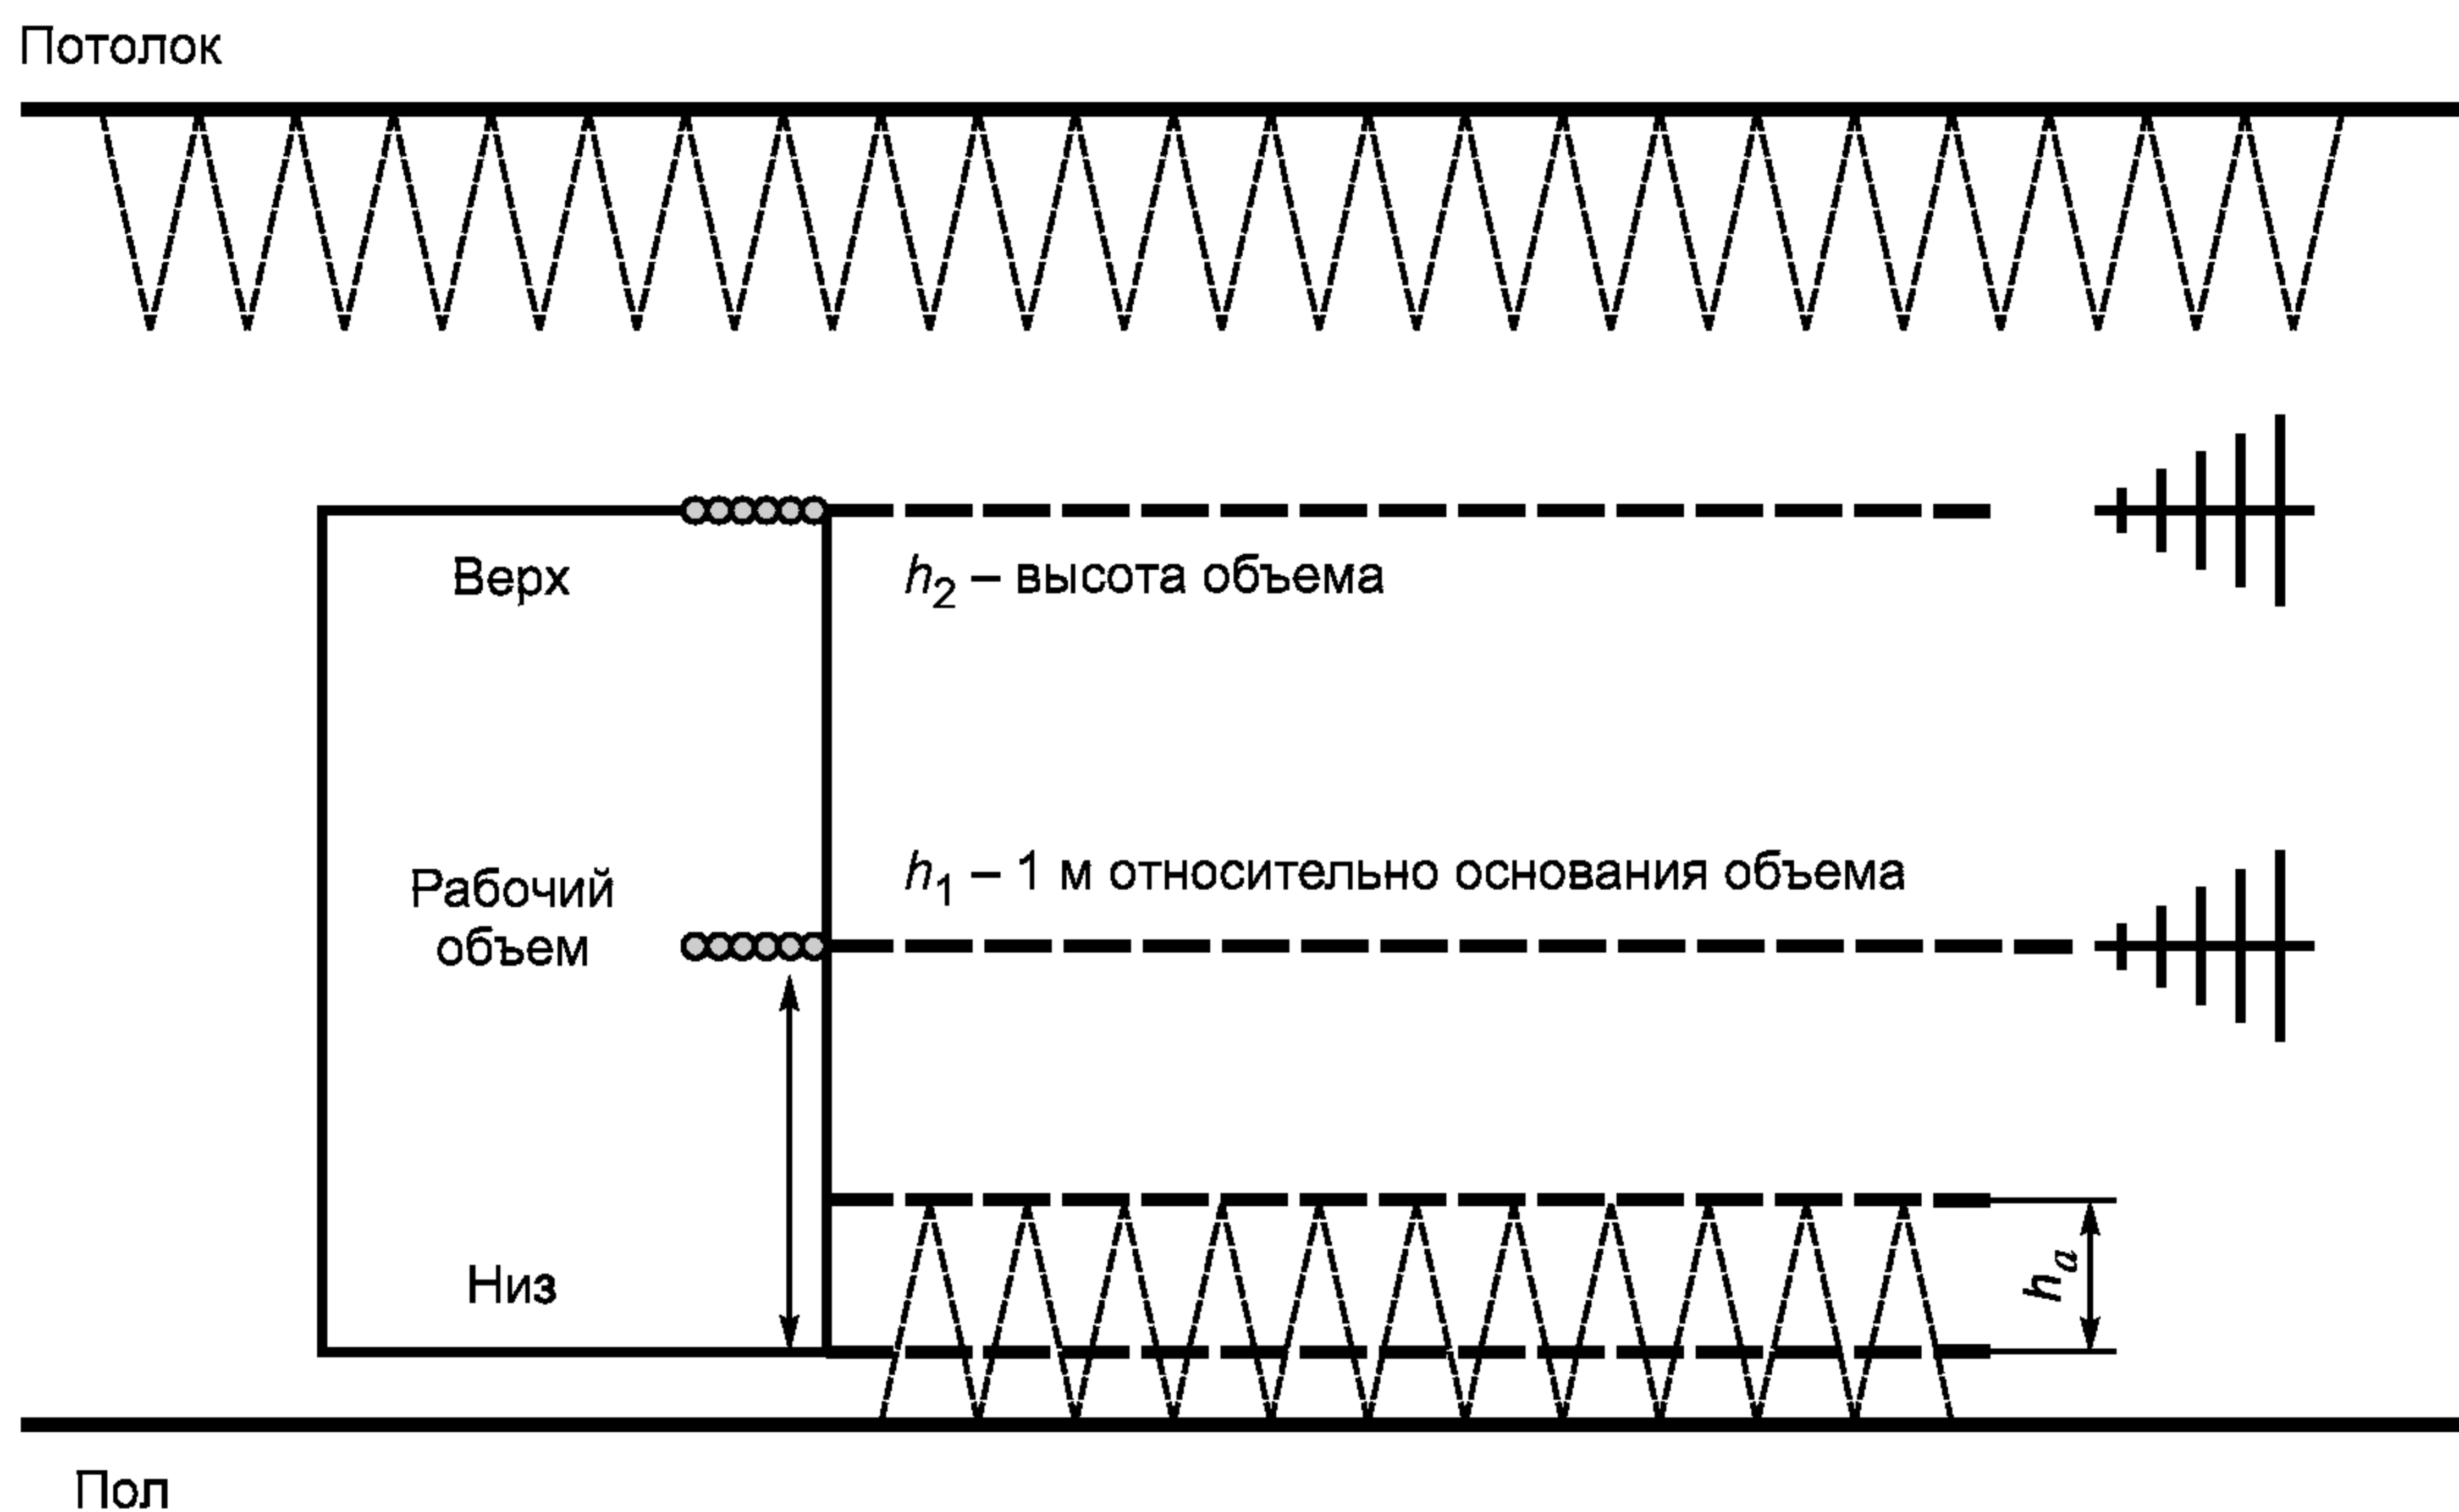 Потолок
Верх
h₂ – высота объема
h₁ – 1 м относительно основания объема
Рабочий
объем
Низ
hₐ
Пол